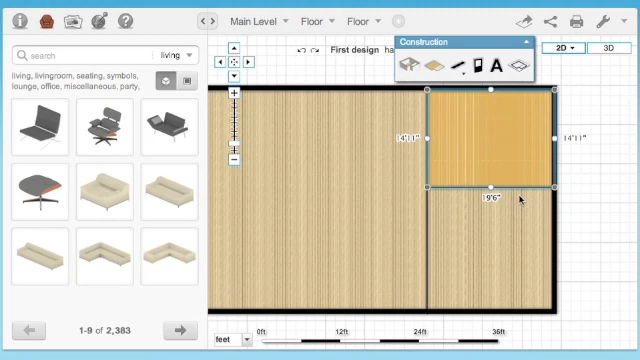 Main Level Floor Floor
search living
living, livingroom, seating, symbols,
lounge, office, miscellaneous, party,
First design ha
Construction
A
2D 3D
14'11" 14'11"
19'6"
1-9 of 2,383
feet 0ft 12ft 24ft 36ft